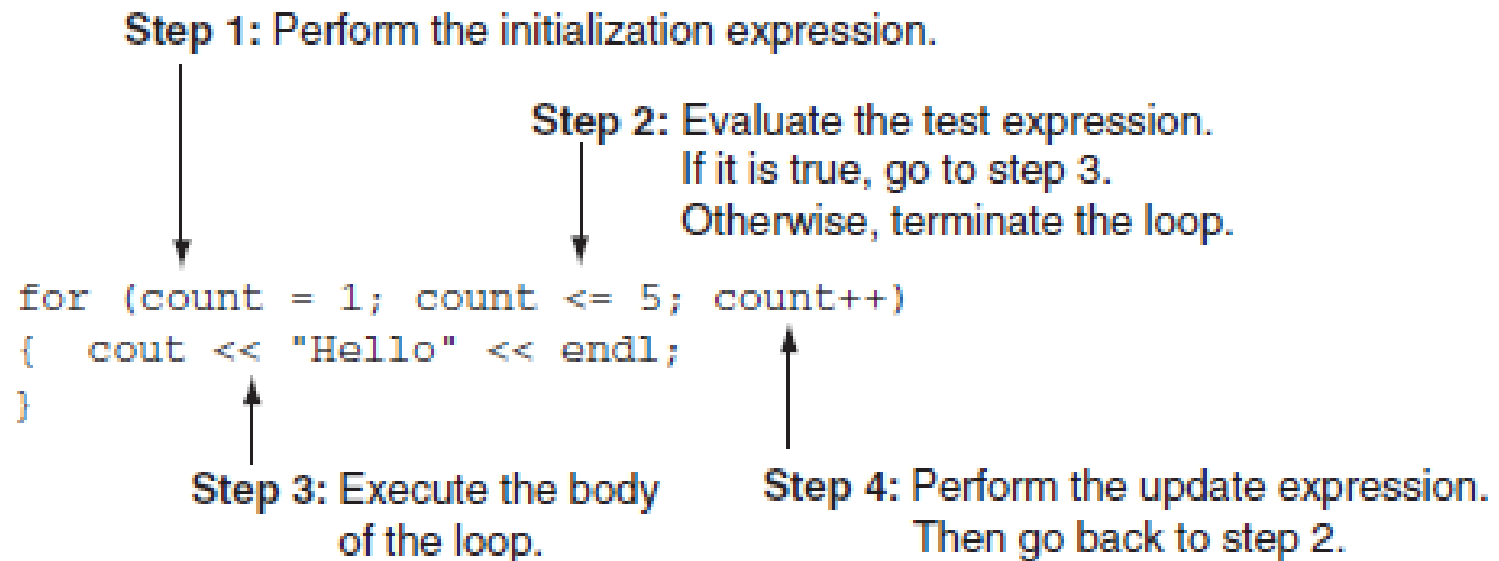 Step 1: Perform the initialization expression.
Step 2: Evaluate the test expression.
If it is true, go to step 3.
Otherwise, terminate the loop.
for (count = 1; count <= 5; count++)
{  cout << "Hello" << endl;
}
Step 3: Execute the body
of the loop.
Step 4: Perform the update expression.
Then go back to step 2.